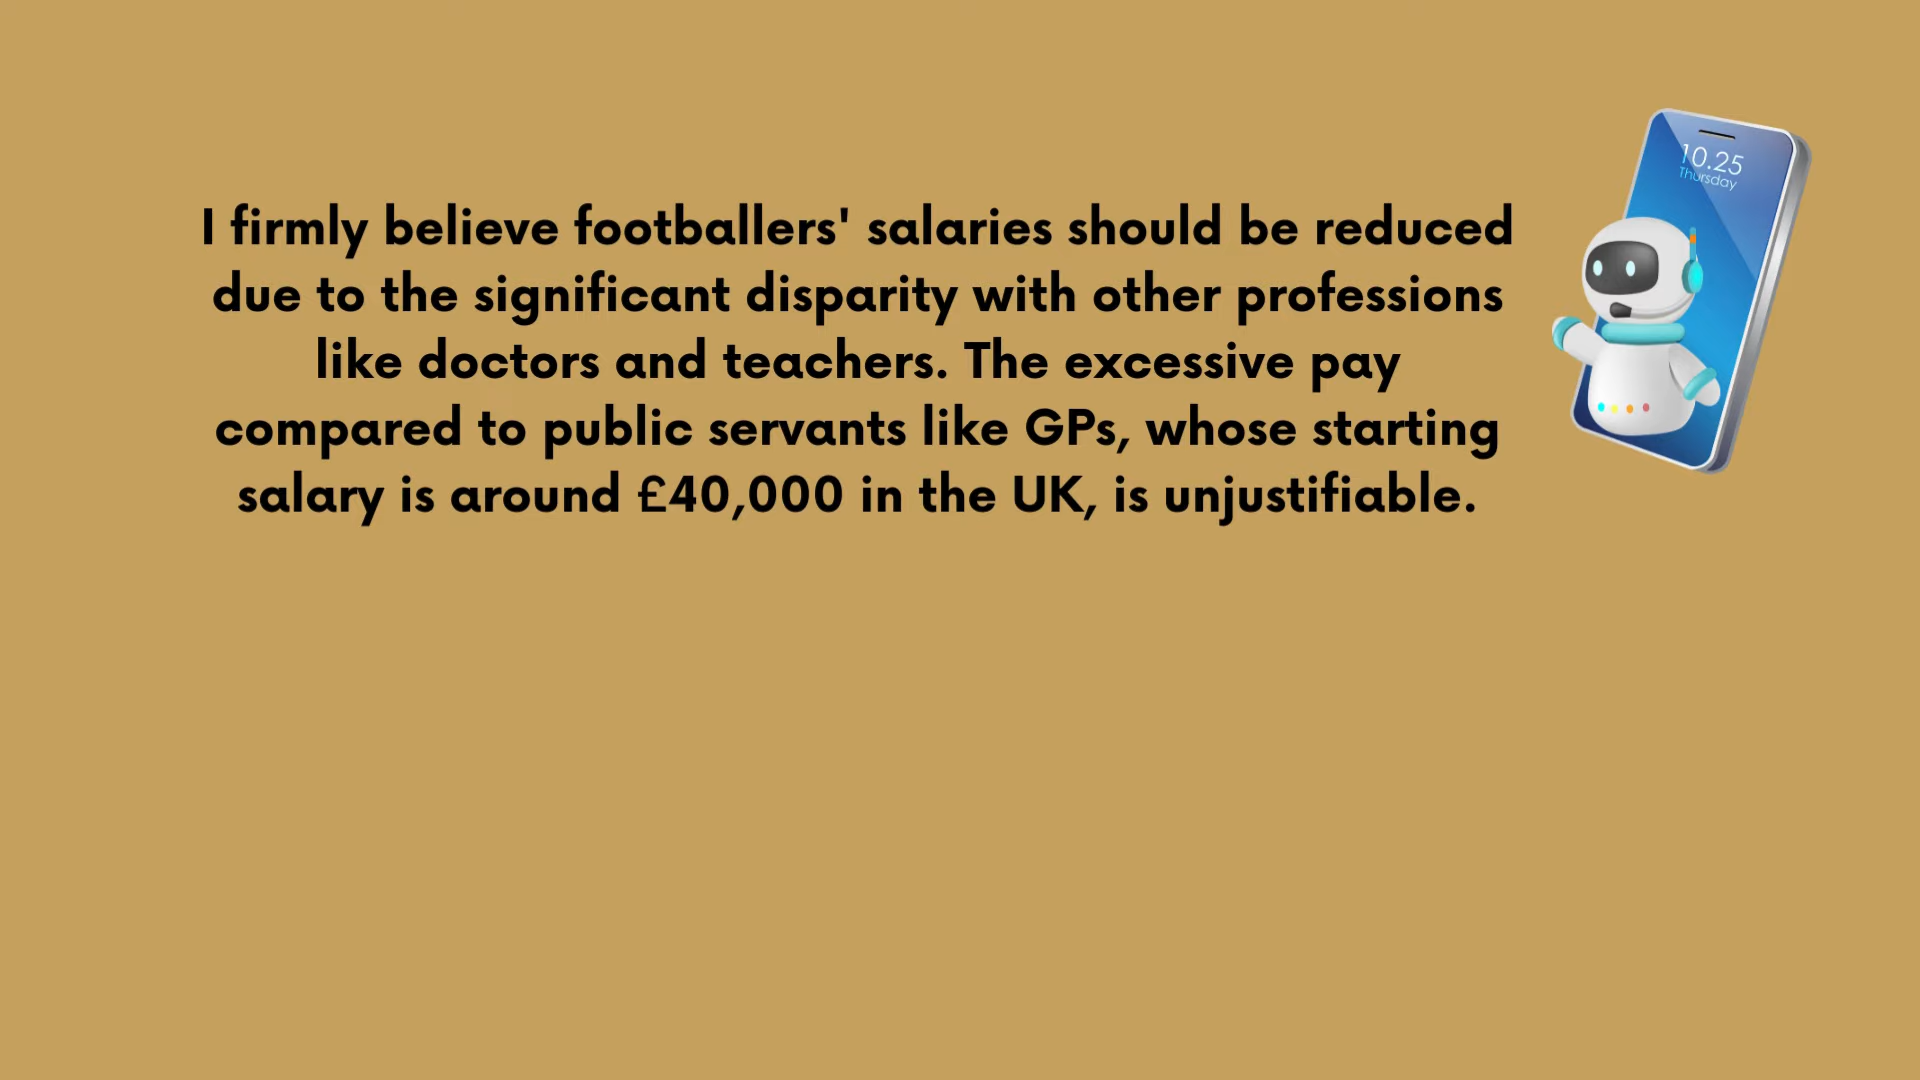 I firmly believe footballers' salaries should be reduced
due to the significant disparity with other professions
like doctors and teachers. The excessive pay
compared to public servants like GPs, whose starting
salary is around £40,000 in the UK, is unjustifiable.
10.25
Thursday